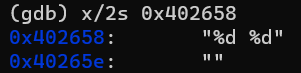 (gdb) x/2s 0x402658
0x402658:       "%d %d"
0x40265e:       ""